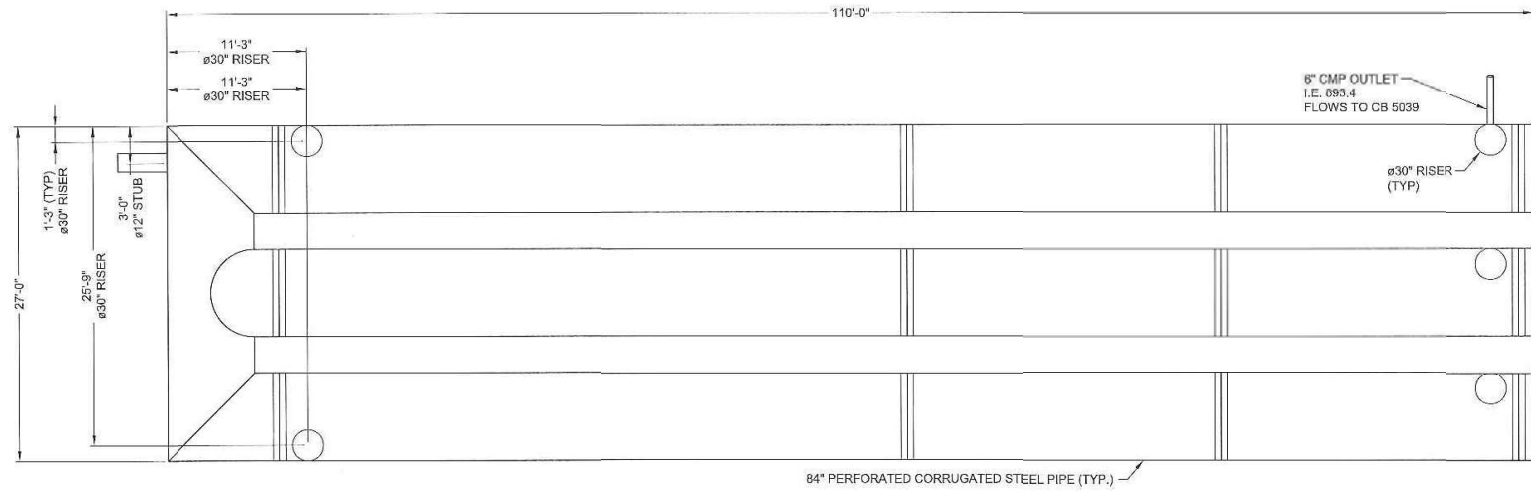 110'-0"
11'-3"
ø30" RISER
11'-3"
ø30" RISER
6" CMP OUTLET
I.E. 893.4
FLOWS TO CB 5039
ø30" RISER
(TYP)
1'-3" (TYP)
ø30" RISER
3'-0"
ø12" STUB
25'-9"
ø30" RISER
27'-0"
84" PERFORATED CORRUGATED STEEL PIPE (TYP.)